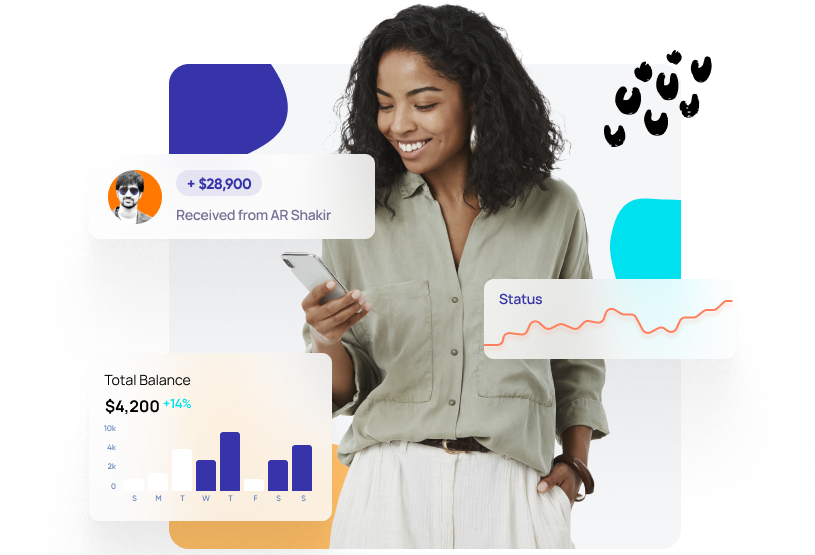 + $28,900
Received from AR Shakir
Status
Total Balance
$4,200 +14%
10k
4k
2k
0
S M T W T F S S